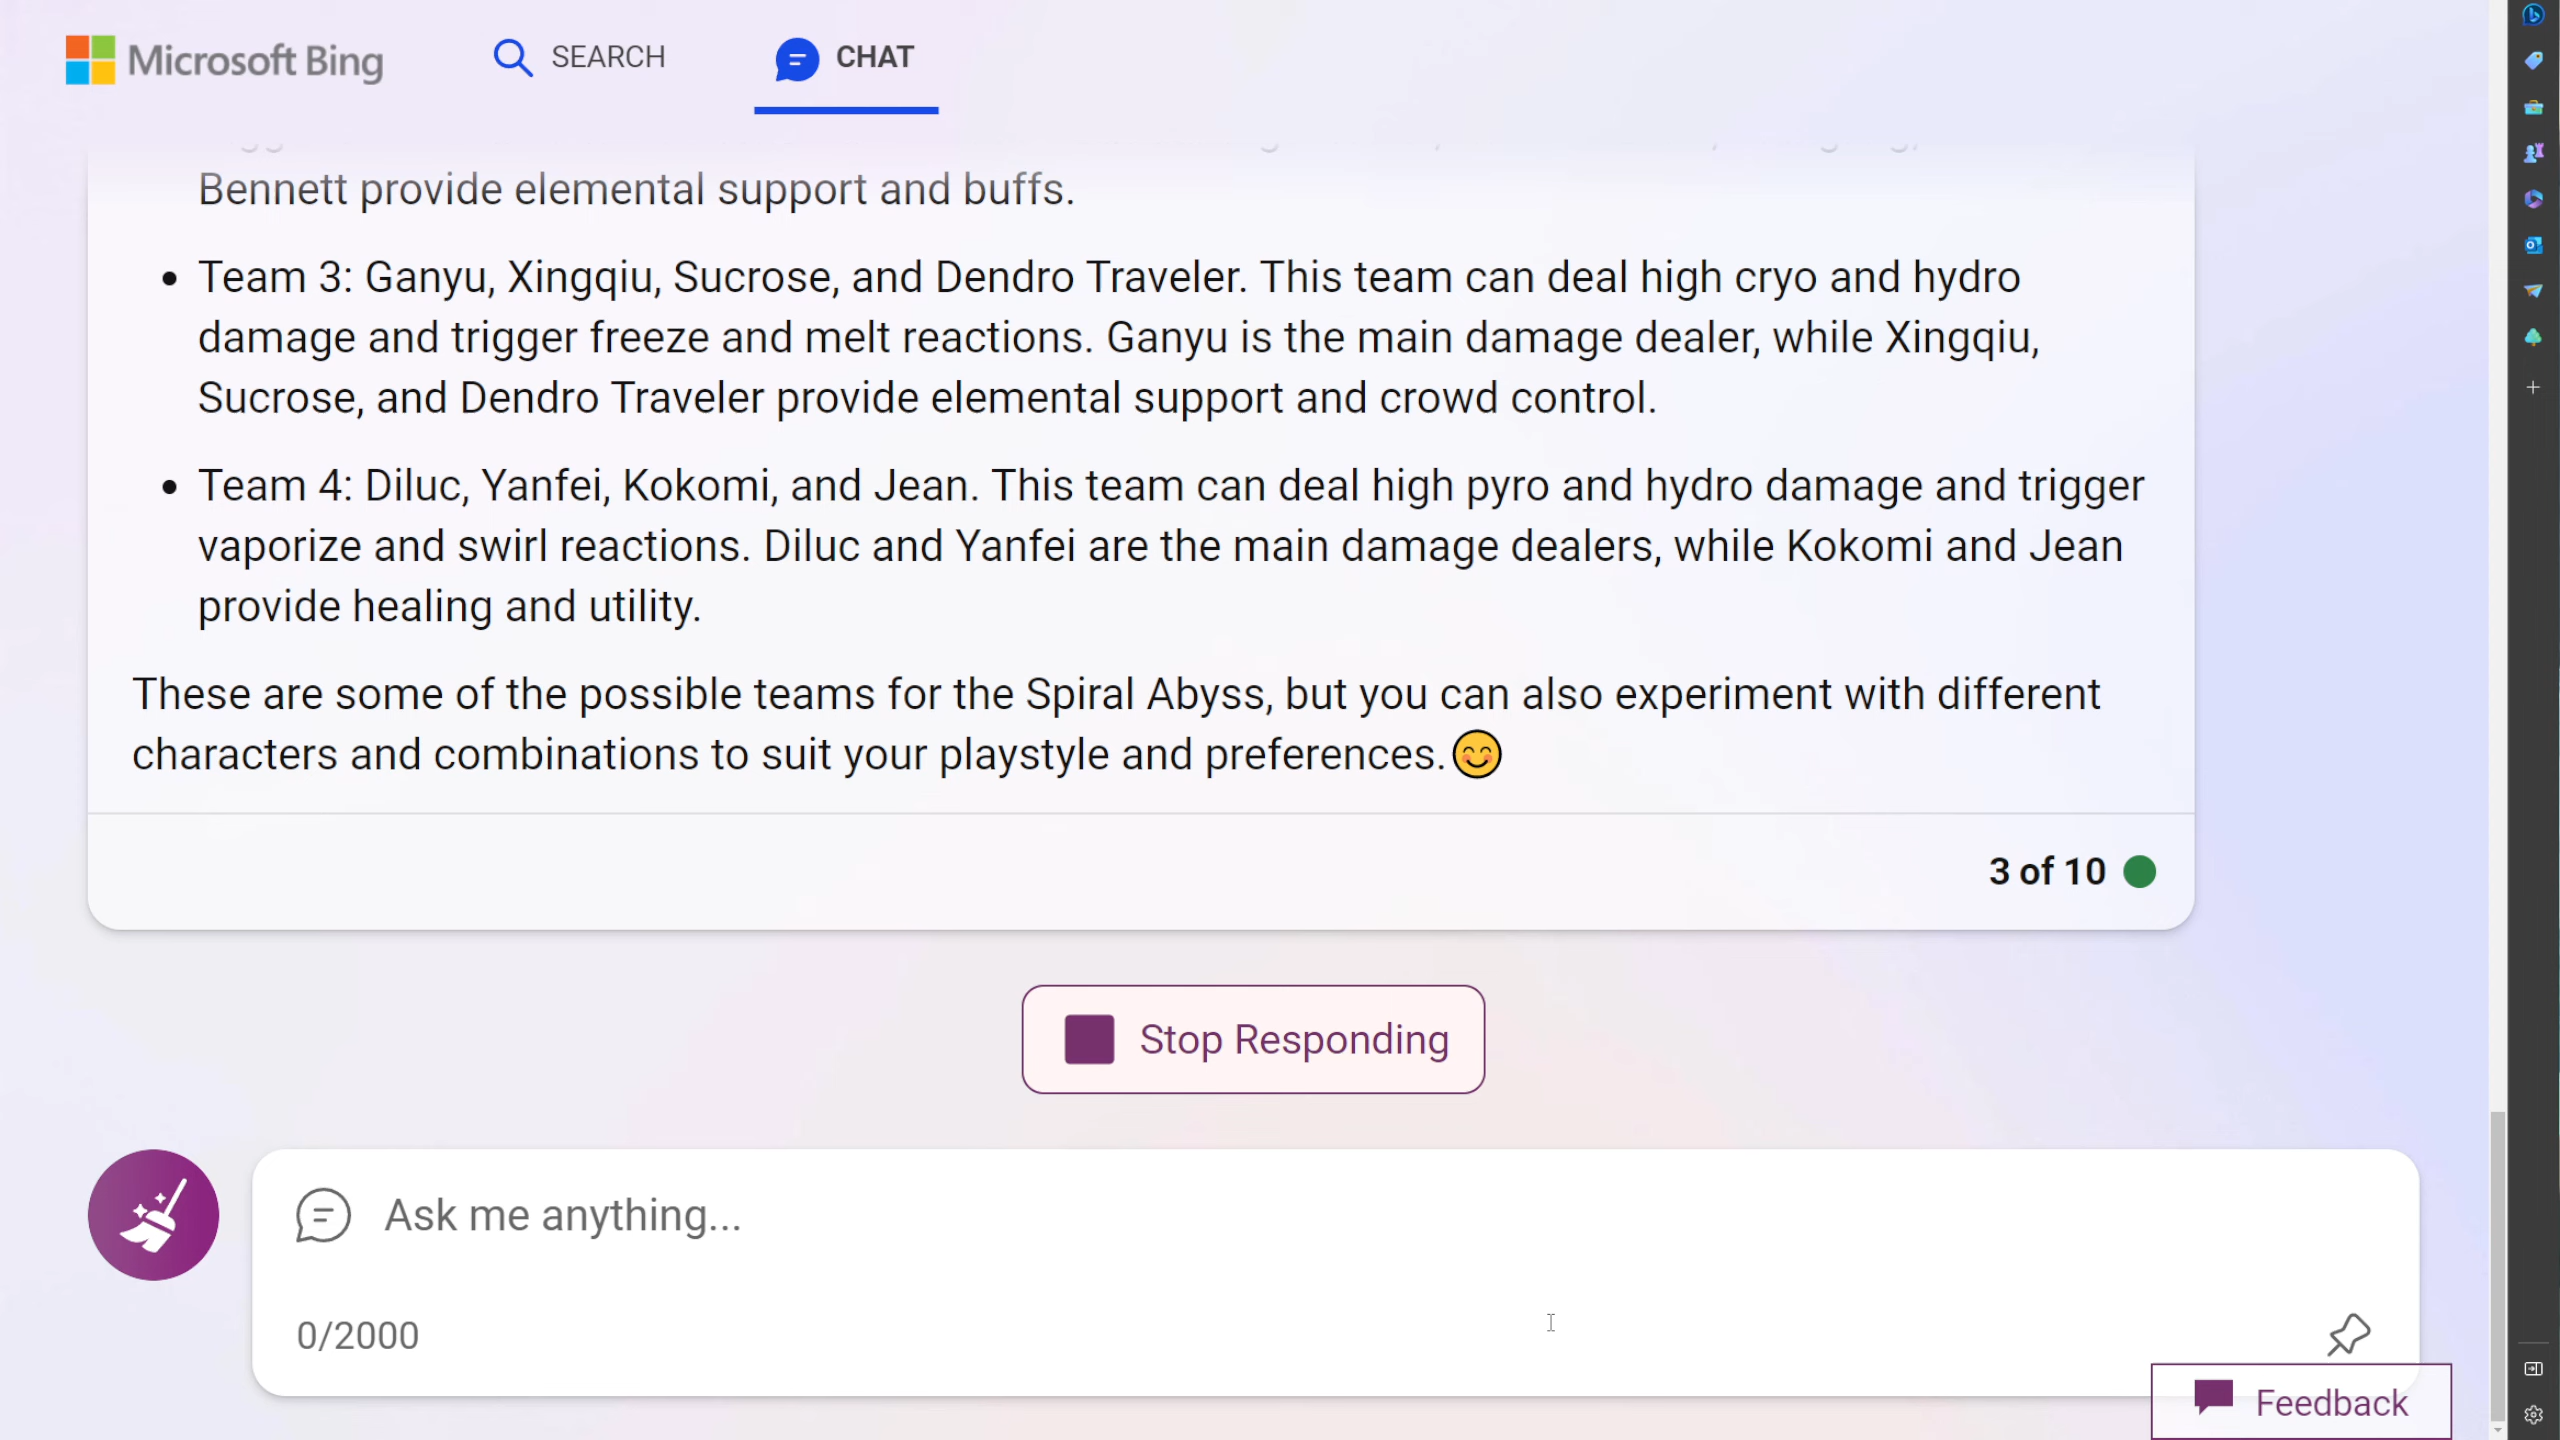 Microsoft Bing
SEARCH
CHAT
Bennett provide elemental support and buffs.
• Team 3: Ganyu, Xingqiu, Sucrose, and Dendro Traveler. This team can deal high cryo and hydro
damage and trigger freeze and melt reactions. Ganyu is the main damage dealer, while Xingqiu,
Sucrose, and Dendro Traveler provide elemental support and crowd control.
• Team 4: Diluc, Yanfei, Kokomi, and Jean. This team can deal high pyro and hydro damage and trigger
vaporize and swirl reactions. Diluc and Yanfei are the main damage dealers, while Kokomi and Jean
provide healing and utility.
These are some of the possible teams for the Spiral Abyss, but you can also experiment with different
characters and combinations to suit your playstyle and preferences.😊
3 of 10
Stop Responding
Ask me anything...
0/2000
Feedback